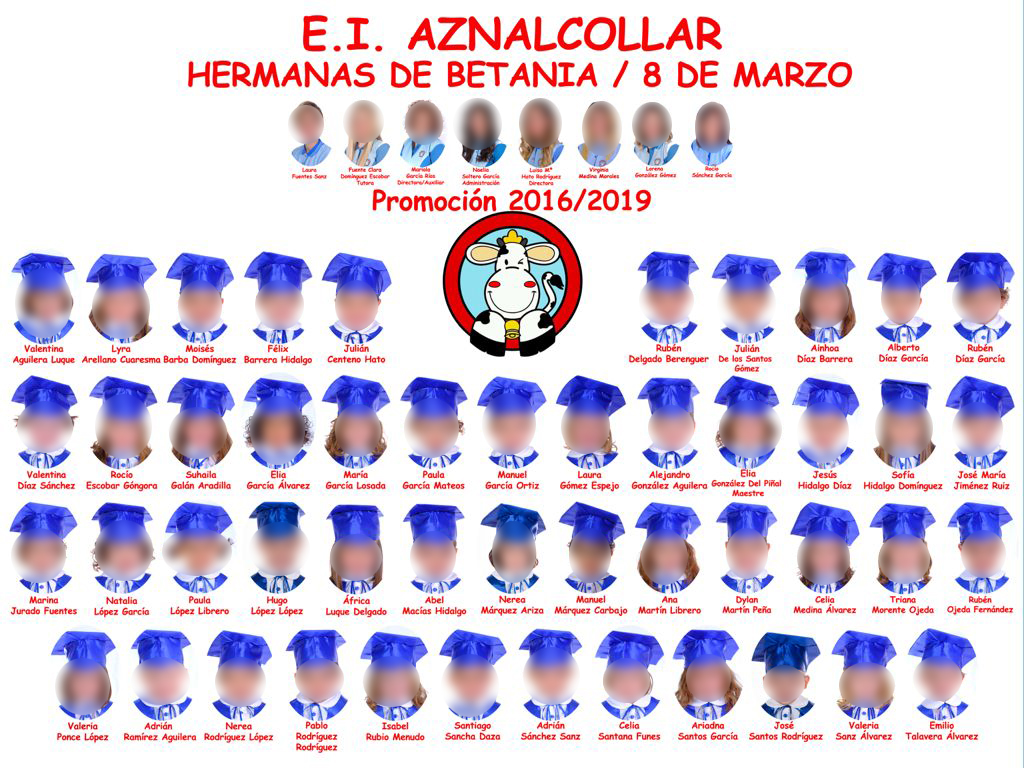 E.I. AZNALCOLLAR
HERMANAS DE BETANIA / 8 DE MARZO
Laura
Fuentes Sanz
Fuente Clara
Domínguez Escobar
Tutora
Mariola
García Ríos
Directora/Auxiliar
Noelia
Soltero García
Administración
Luisa Mª
Hato Rodríguez
Directora
Virginia
Medina Morales
Lorena
González Gómez
Rocío
Sánchez García
Promoción 2016/2019
Valentina
Aguilera Luque
Lyra
Arellano Cuaresma
Moisés
Barba Domínguez
Félix
Barrera Hidalgo
Julián
Centeno Hato
Rubén
Delgado Berenguer
Julián
De los Santos
Gómez
Ainhoa
Díaz Barrera
Alberto
Díaz García
Rubén
Díaz García
Valentina
Díaz Sánchez
Rocío
Escobar Góngora
Suhaila
Galán Aradilla
Elia
García Álvarez
María
García Losada
Paula
García Mateos
Manuel
García Ortiz
Laura
Gómez Espejo
Alejandro
González Aguilera
Elia
González Del Piñal
Maestre
Jesús
Hidalgo Díaz
Sofía
Hidalgo Domínguez
José María
Jiménez Ruiz
Marina
Jurado Fuentes
Natalia
López García
Paula
López Librero
Hugo
López López
África
Luque Delgado
Abel
Macías Hidalgo
Nerea
Márquez Ariza
Manuel
Márquez Carbajo
Ana
Martín Librero
Dylan
Martín Peña
Celia
Medina Álvarez
Triana
Morente Ojeda
Rubén
Ojeda Fernández
Valeria
Ponce López
Adrián
Ramírez Aguilera
Nerea
Rodríguez López
Pablo
Rodríguez
Rodríguez
Isabel
Rubio Menudo
Santiago
Sancha Daza
Adrián
Sánchez Sanz
Celia
Santana Funes
Ariadna
Santos García
José
Santos Rodríguez
Valeria
Sanz Álvarez
Emilio
Talavera Álvarez